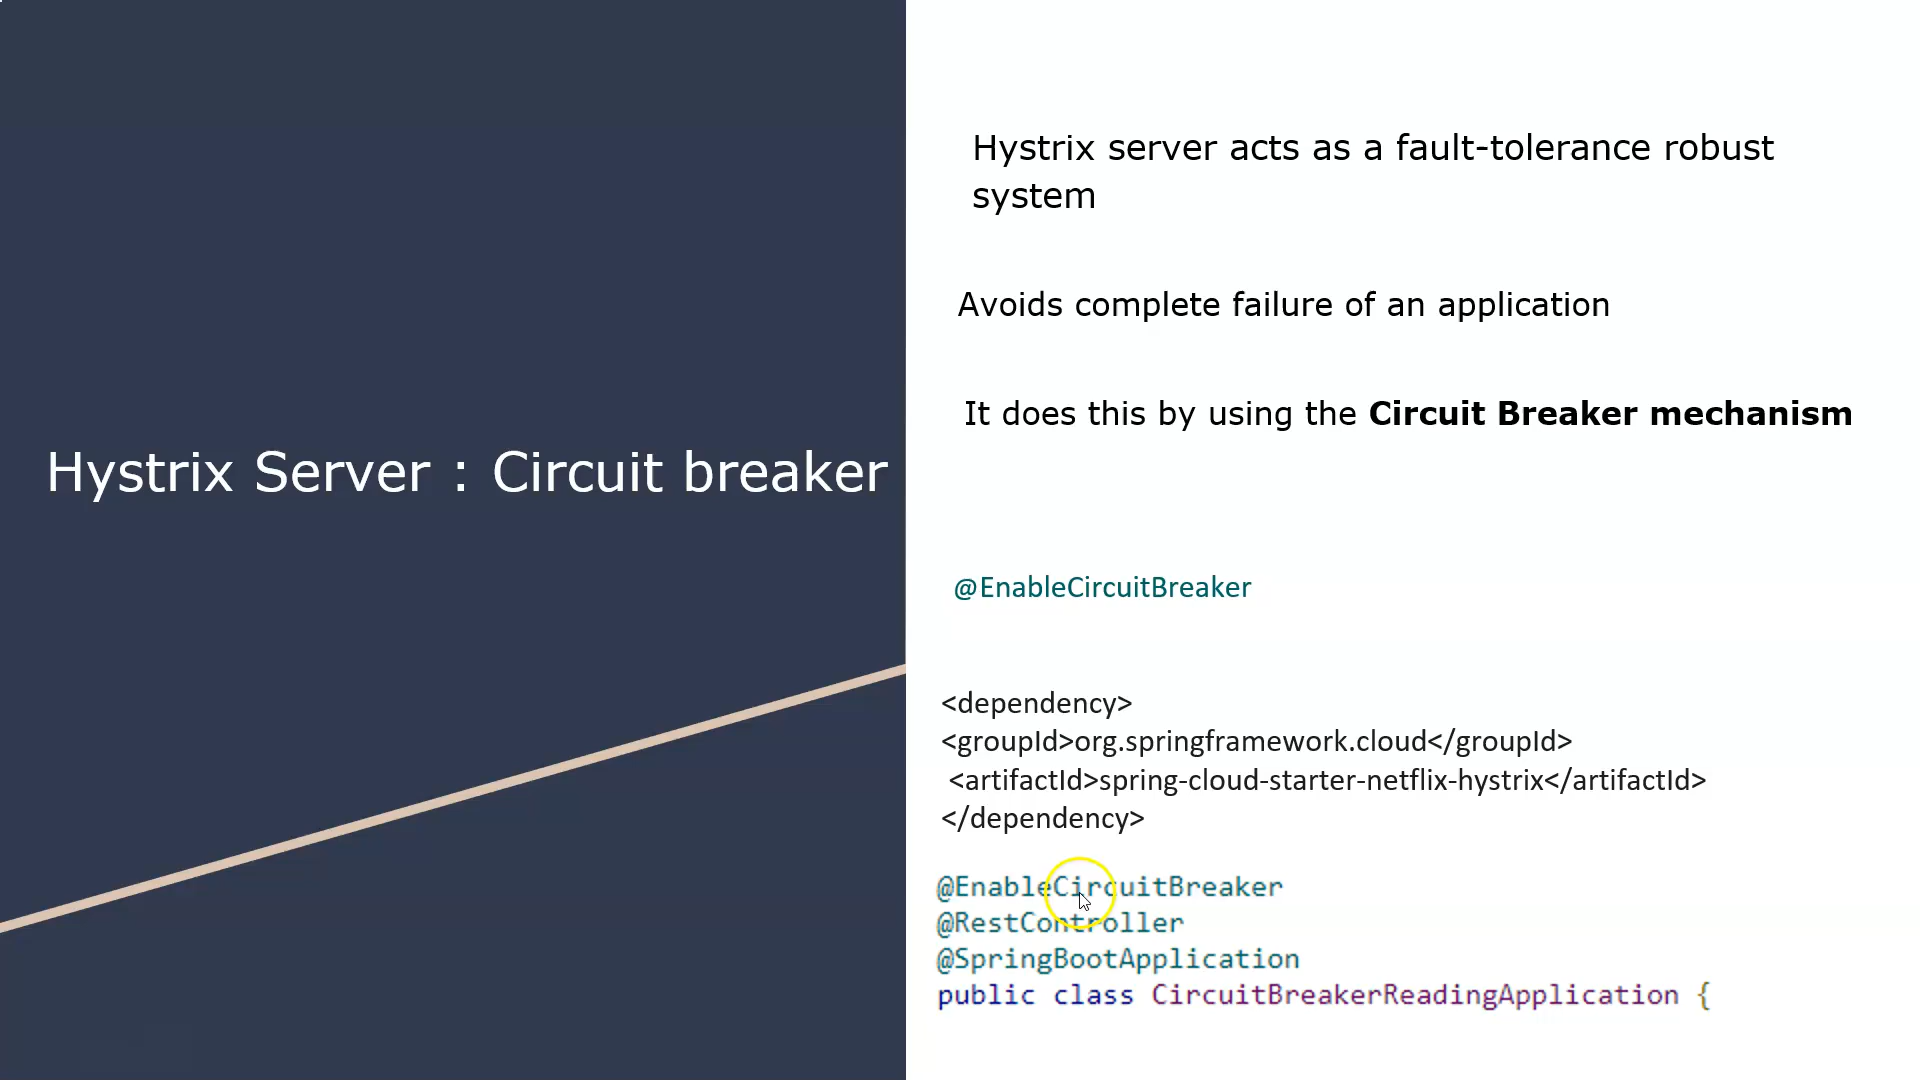 Hystrix Server : Circuit breaker
Hystrix server acts as a fault-tolerance robust
system
Avoids complete failure of an application
It does this by using the Circuit Breaker mechanism
@EnableCircuitBreaker
<dependency>
<groupId>org.springframework.cloud</groupId>
<artifactId>spring-cloud-starter-netflix-hystrix</artifactId>
</dependency>
@EnableCircuitBreaker
@RestController
@SpringBootApplication
public class CircuitBreakerReadingApplication {